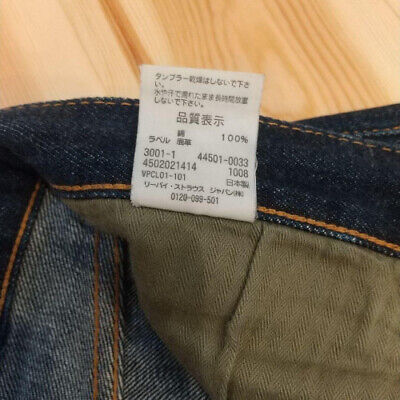 タンブラー乾燥はしないで下さ
い。
水や汗で濡れたまま長時間放置
しないで下さい。
品質表示
綿 100%
ラベル 鹿革
3001-1 44501-0033
4502021414 1008
VPCL01-101 日本製
リーバイ・ストラウス ジャパン(株)
0120-099-501